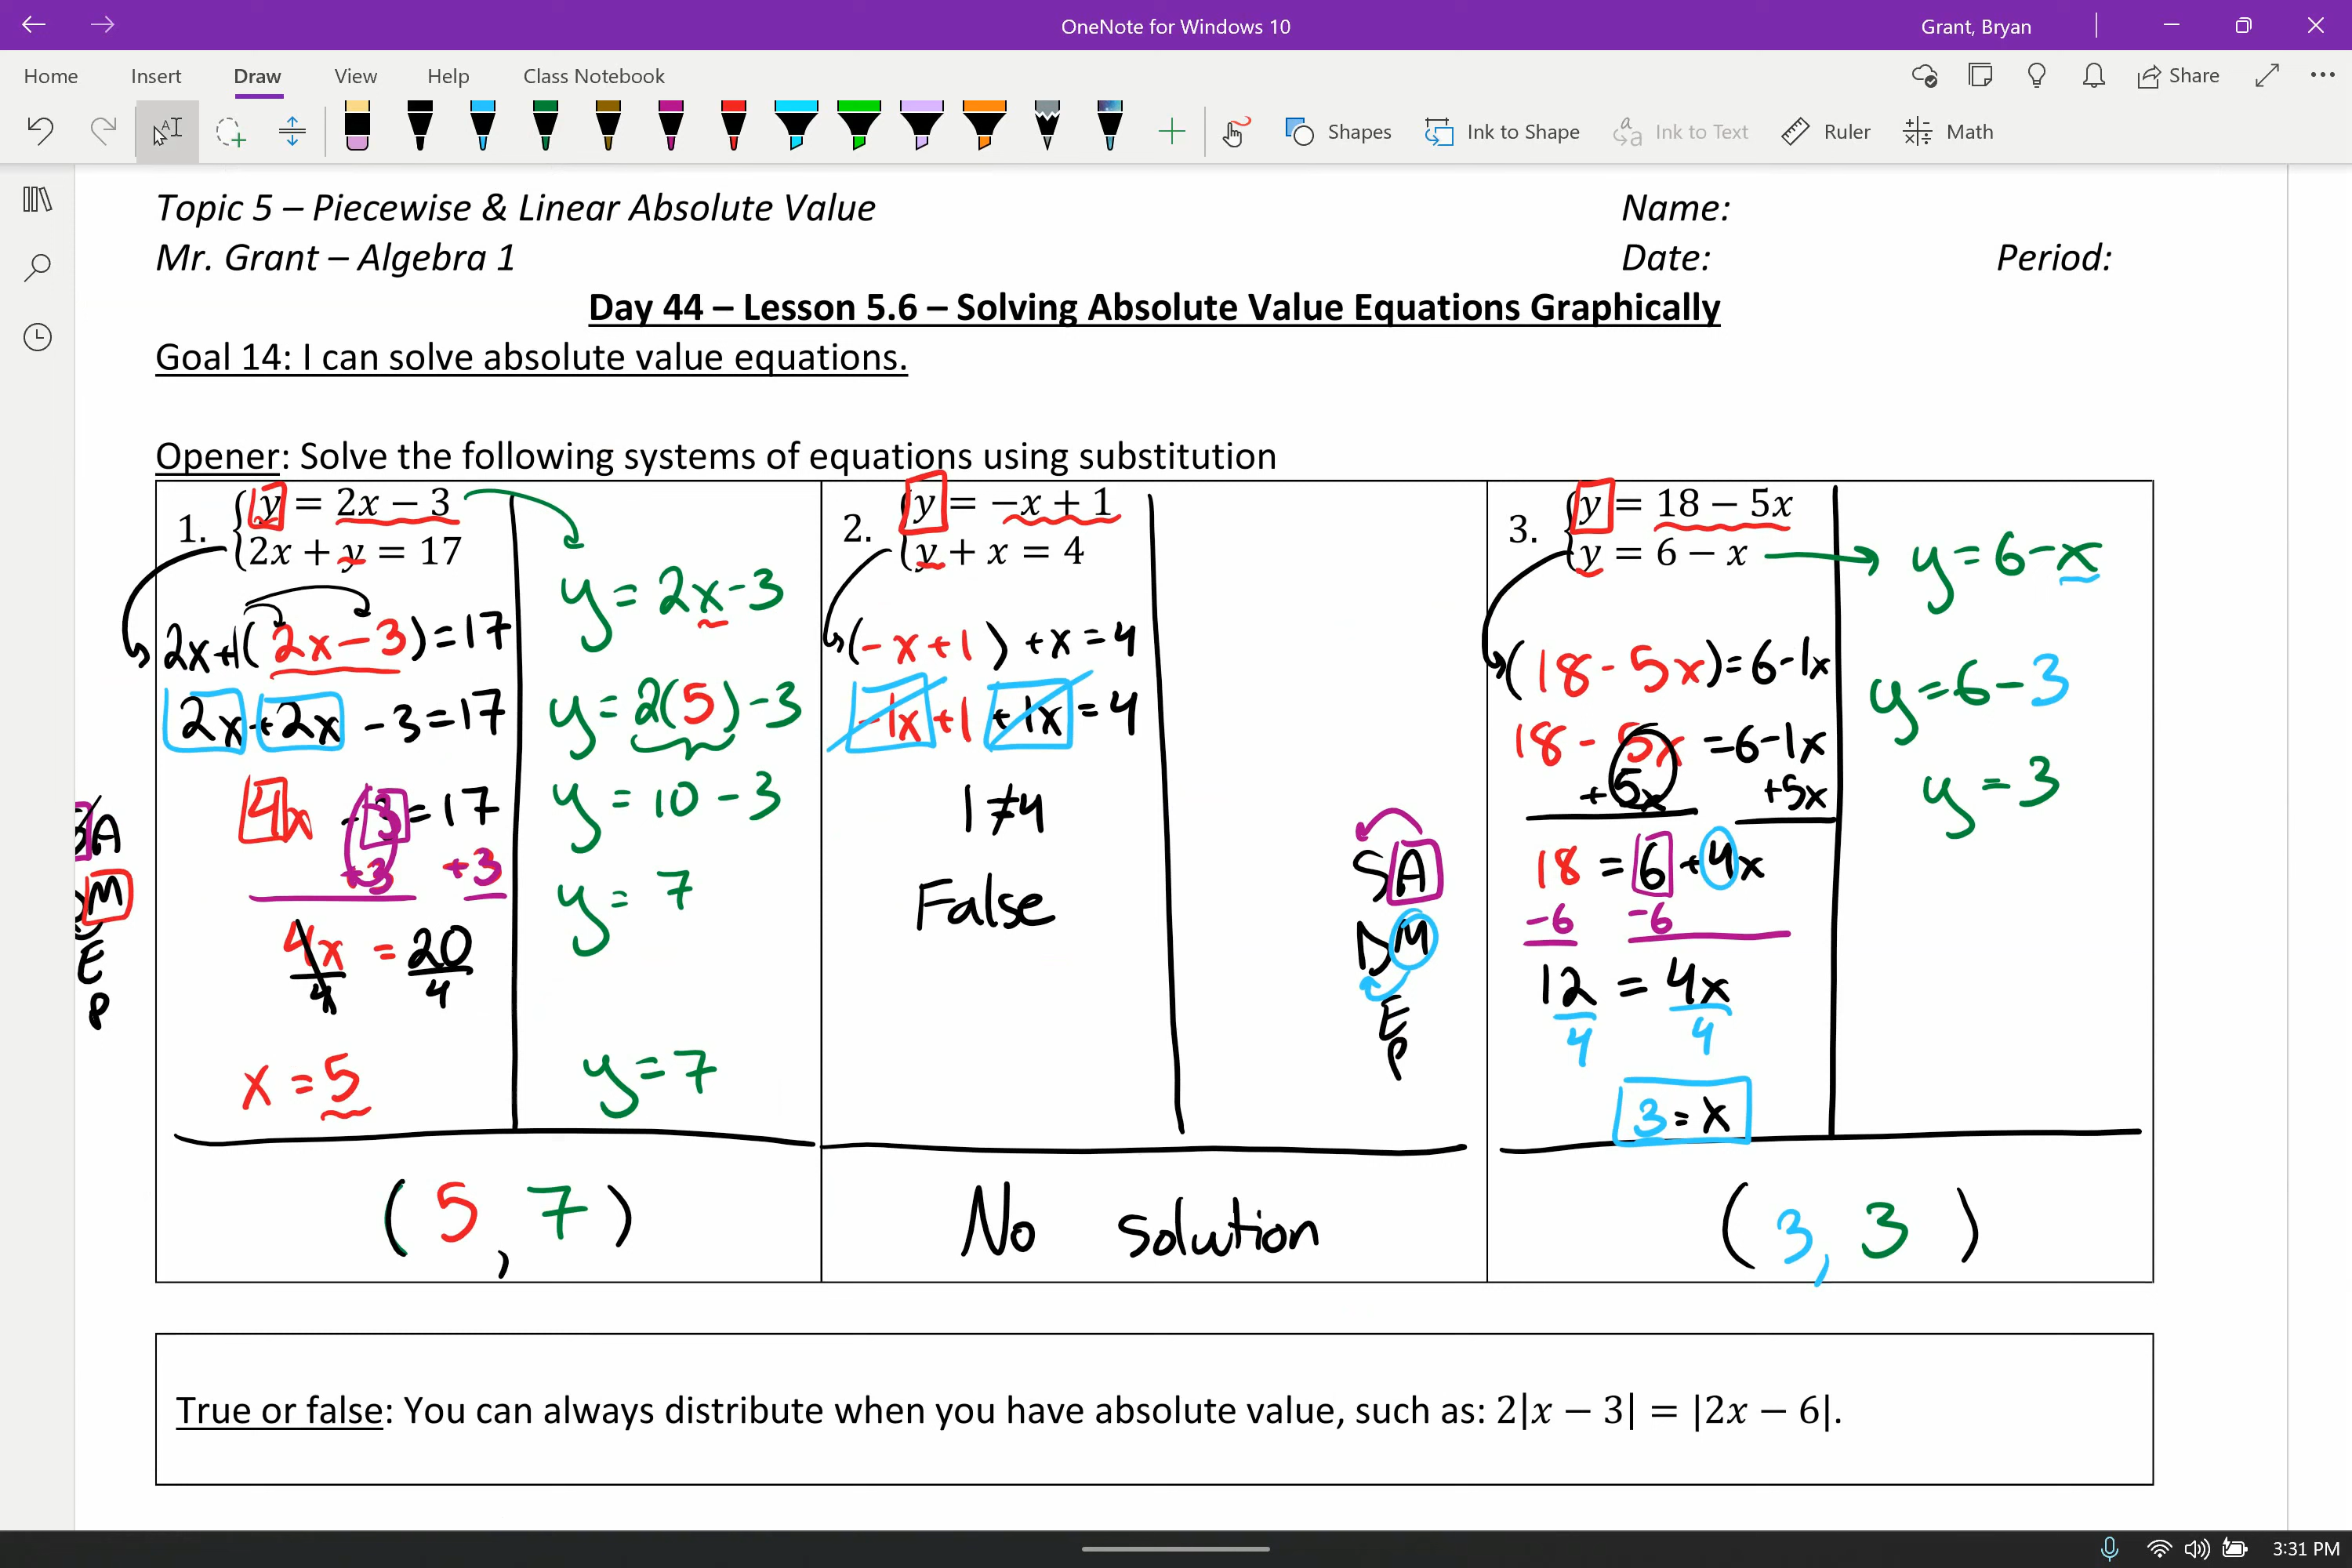 OneNote for Windows 10
Grant, Bryan
Home Insert Draw View Help Class Notebook
Share
Shapes Ink to Shape Ink to Text Ruler Math
Topic 5 – Piecewise & Linear Absolute Value
Name:
Mr. Grant – Algebra 1
Date: Period:
Day 44 – Lesson 5.6 – Solving Absolute Value Equations Graphically
Goal 14: I can solve absolute value equations.
Opener: Solve the following systems of equations using substitution
1. { y = 2x − 3
2x + y = 17
2x+1(2x-3)=17
2x+2x-3=17
4x -3=17
+3 +3
4x = 20
4 4
x = 5
y = 2x-3
y = 2(5)-3
y = 10-3
y = 7
y = 7
(5, 7)
2. { y = −x + 1
y + x = 4
(-x+1)+x=4
-1x+1+1x=4
1≠4
False
No solution
A
M
E
P
SA
DM
E
P
3. { y = 18 − 5x
y = 6 − x
(18-5x)=6-1x
18-5x=6-1x
+5x +5x
18 = 6+4x
-6 -6
12 = 4x
4 4
3 = x
y = 6-x
y = 6-3
y = 3
(3, 3)
True or false: You can always distribute when you have absolute value, such as: 2|x − 3| = |2x − 6|.
3:31 PM